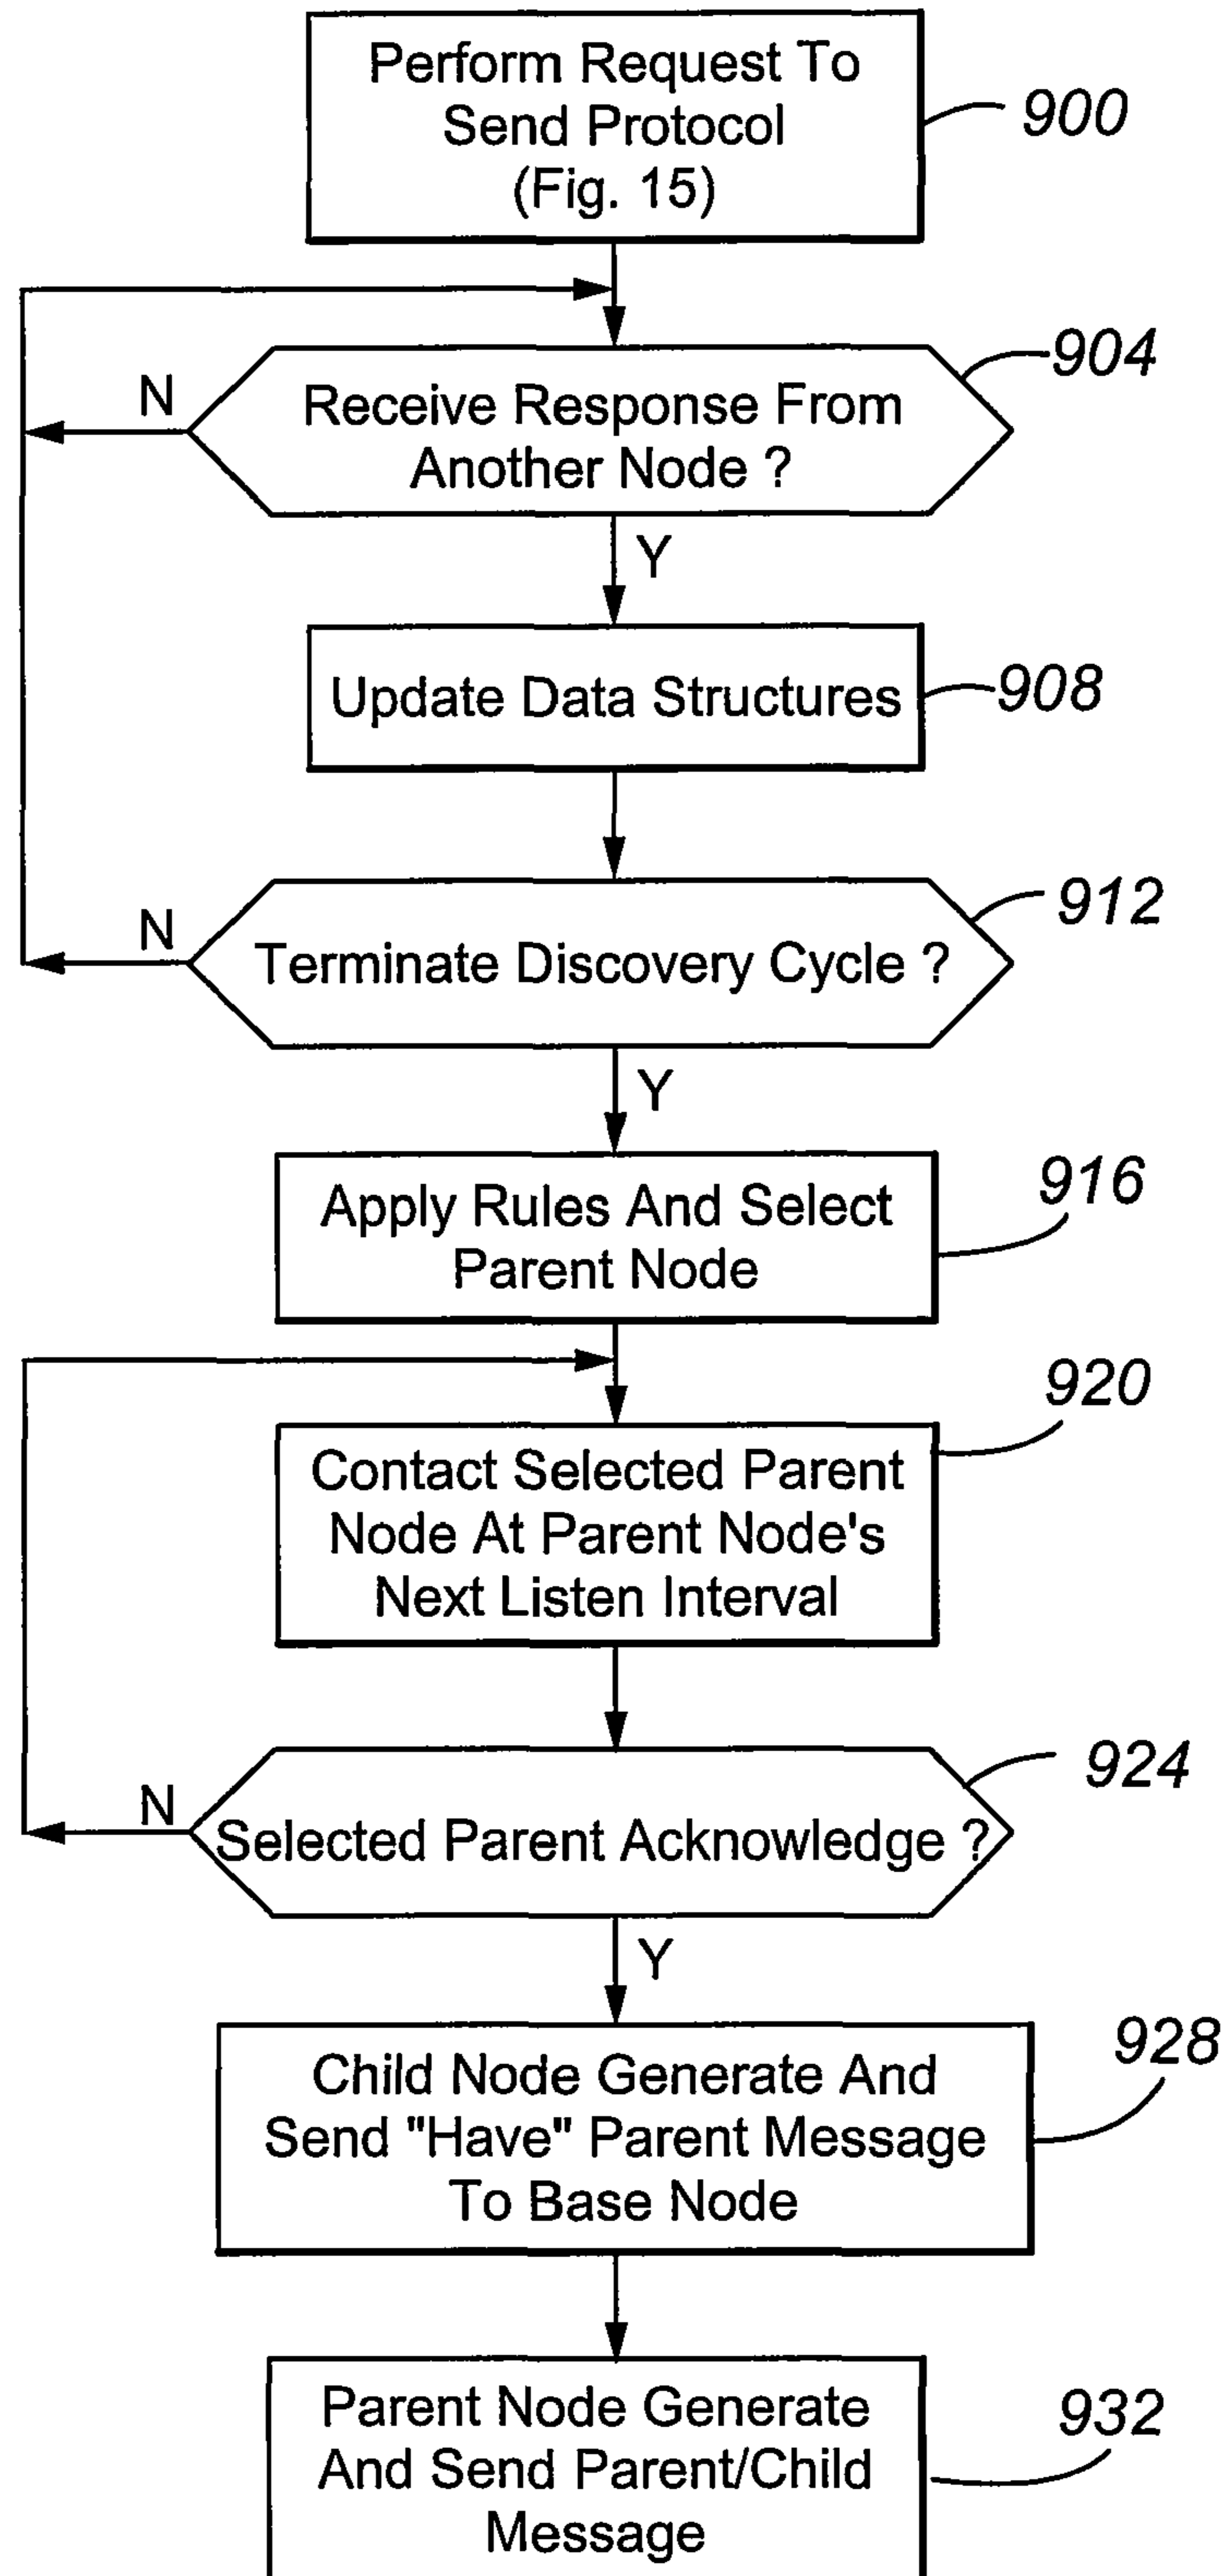 Perform Request To
Send Protocol
(Fig. 15)
900
904
N
Receive Response From
Another Node ?
Y
Update Data Structures
908
912
N
Terminate Discovery Cycle ?
Y
916
Apply Rules And Select
Parent Node
920
Contact Selected Parent
Node At Parent Node's
Next Listen Interval
924
N
Selected Parent Acknowledge ?
Y
928
Child Node Generate And
Send "Have" Parent Message
To Base Node
932
Parent Node Generate
And Send Parent/Child
Message